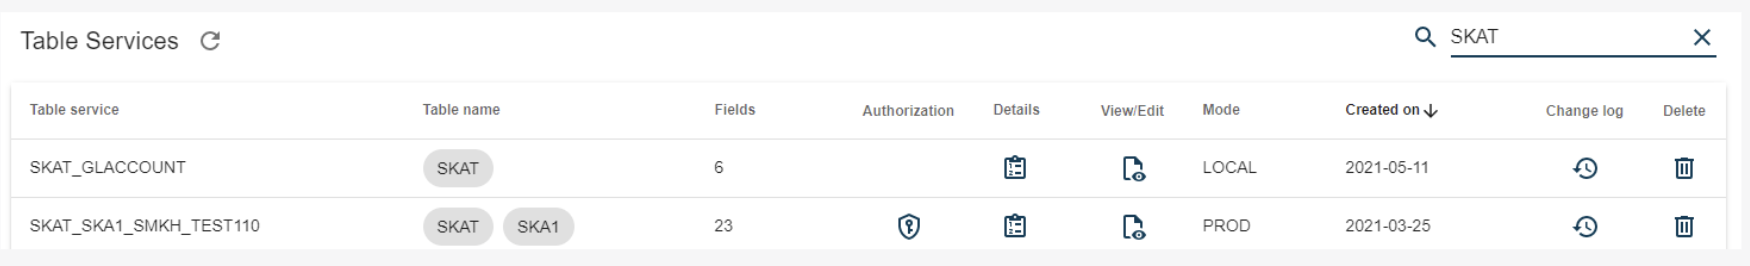 Table Services SKAT
Table service Table name Fields Authorization Details View/Edit Mode Created on Change log Delete
SKAT_GLACCOUNT SKAT 6 LOCAL 2021-05-11
SKAT_SKA1_SMKH_TEST110 SKAT SKA1 23 PROD 2021-03-25